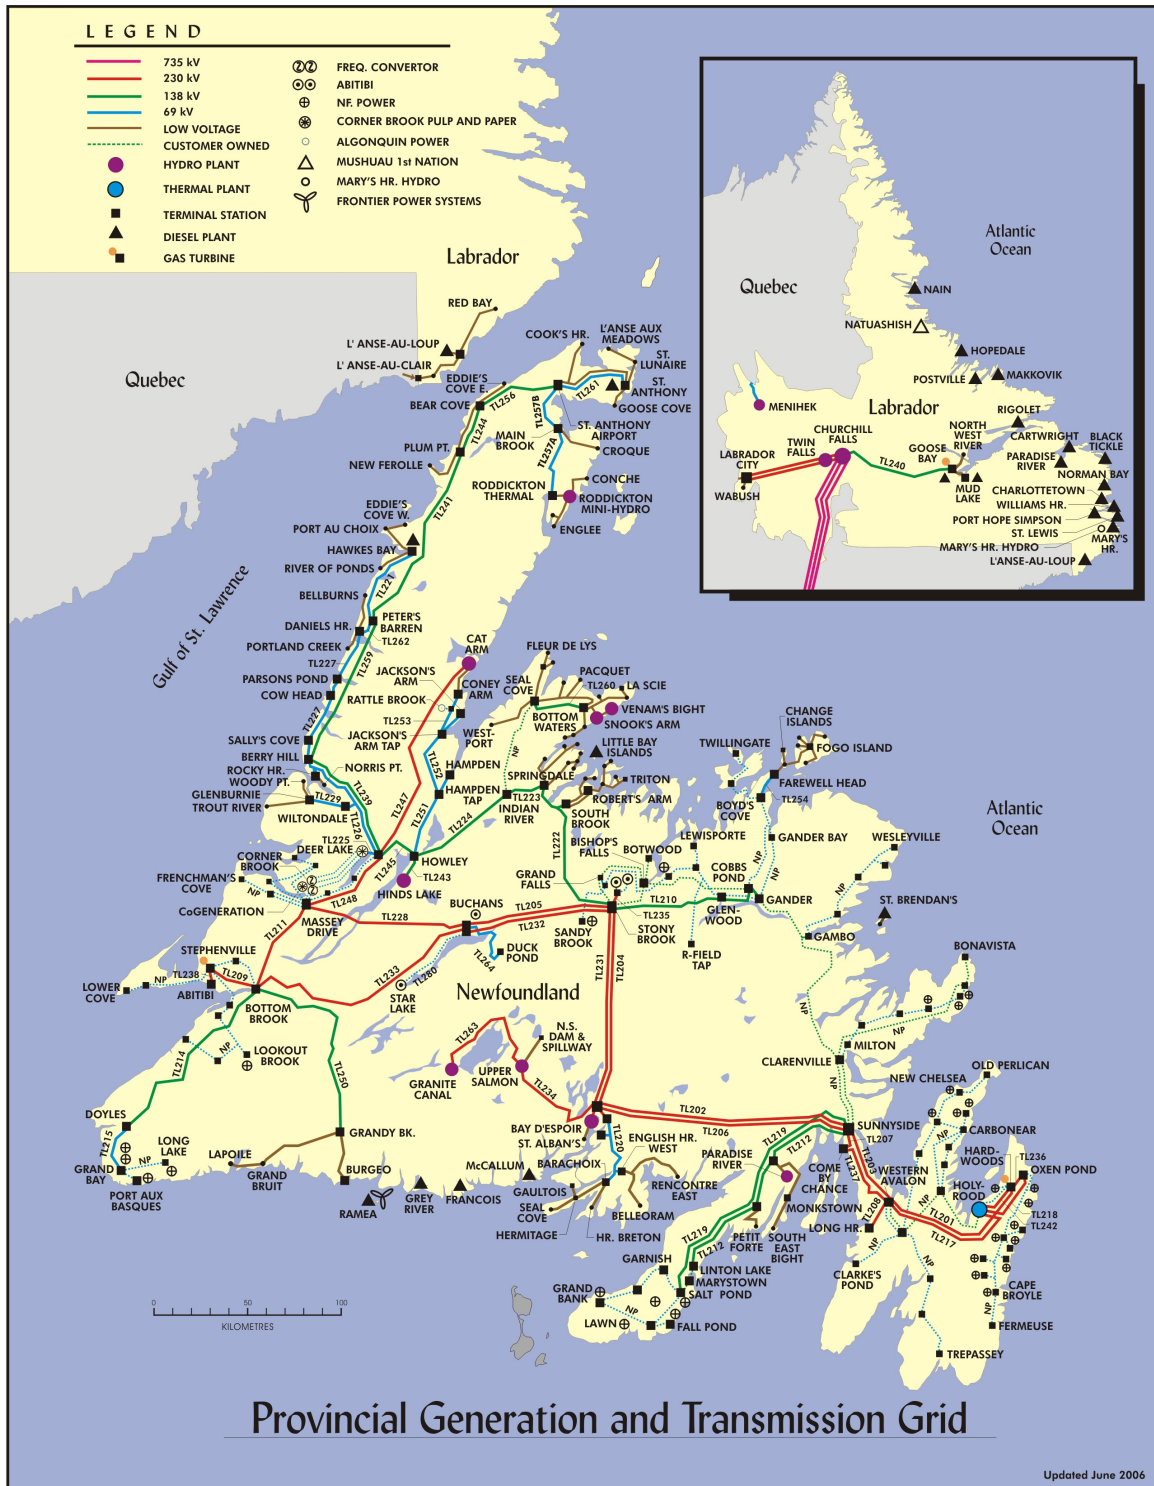 LEGEND
735 kV
230 kV
138 kV
69 kV
LOW VOLTAGE
CUSTOMER OWNED
HYDRO PLANT
THERMAL PLANT
TERMINAL STATION
DIESEL PLANT
GAS TURBINE
FREQ. CONVERTOR
ABITIBI
NF. POWER
CORNER BROOK PULP AND PAPER
ALGONQUIN POWER
MUSHUAU 1st NATION
MARY'S HR. HYDRO
FRONTIER POWER SYSTEMS
Atlantic
Ocean
Quebec
NAIN
NATUASHISH
HOPEDALE
POSTVILLE
MAKKOVIK
MENIHEK
Labrador
RIGOLET
NORTH
WEST
RIVER
CHURCHILL
FALLS
TWIN
FALLS
CARTWRIGHT
BLACK
TICKLE
GOOSE
BAY
PARADISE
RIVER
LABRADOR
CITY
TL240
NORMAN BAY
WABUSH
MUD
LAKE
CHARLOTTETOWN
WILLIAMS HR.
PORT HOPE SIMPSON
ST. LEWIS
MARY'S HR. HYDRO
MARY'S
HR.
L'ANSE-AU-LOUP
Labrador
RED BAY
L' ANSE-AU-LOUP
L' ANSE-AU-CLAIR
Quebec
COOK'S HR.
L'ANSE AUX
MEADOWS
ST.
LUNAIRE
EDDIE'S
COVE E.
TL256
TL261
ST.
ANTHONY
BEAR COVE
TL257B
GOOSE COVE
TL244
ST. ANTHONY
AIRPORT
MAIN
BROOK
PLUM PT.
TL257A
CROQUE
NEW FEROLLE
CONCHE
RODDICKTON
THERMAL
RODDICKTON
MINI-HYDRO
TL241
EDDIE'S
COVE W.
ENGLEE
PORT AU CHOIX
HAWKES BAY
RIVER OF PONDS
TL221
BELLBURNS
Gulf of St. Lawrence
PETER'S
BARREN
DANIELS HR.
TL262
PORTLAND CREEK
TL259
TL227
PARSONS POND
COW HEAD
TL227
CAT
ARM
JACKSON'S
ARM
CONEY
ARM
RATTLE BROOK
TL253
JACKSON'S
ARM TAP
FLEUR DE LYS
PACQUET
SEAL
COVE
TL260
LA SCIE
BOTTOM
WATERS
VENAM'S BIGHT
SNOOK'S ARM
WEST-
PORT
NP
CHANGE
ISLANDS
SALLY'S COVE
BERRY HILL
ROCKY HR.
NORRIS PT.
WOODY PT.
GLENBURNIE
TROUT RIVER
TL229
WILTONDALE
TL239
TL226
TL247
TL252
HAMPDEN
HAMPDEN
TAP
TL251
TL224
LITTLE BAY
ISLANDS
SPRINGDALE
TRITON
TL223
INDIAN
RIVER
ROBERT'S ARM
SOUTH
BROOK
TWILLINGATE
FOGO ISLAND
FAREWELL HEAD
TL254
BOYD'S
COVE
Atlantic
Ocean
TL225
DEER LAKE
TL245
HOWLEY
TL243
HINDS LAKE
CORNER
BROOK
FRENCHMAN'S
COVE
NP
CoGENERATION
TL248
MASSEY
DRIVE
TL222
BISHOP'S
FALLS
BOTWOOD
LEWISPORTE
GANDER BAY
WESLEYVILLE
NP
COBBS
POND
GRAND
FALLS
BUCHANS
TL205
TL232
TL228
TL210
TL235
GLEN-
WOOD
GANDER
ST. BRENDAN'S
SANDY
BROOK
STONY
BROOK
R-FIELD
TAP
GAMBO
BONAVISTA
TL211
STEPHENVILLE
TL238
TL209
NP
LOWER
COVE
ABITIBI
BOTTOM
BROOK
TL233
TL280
STAR
LAKE
TL264
DUCK
POND
TL231
TL204
Newfoundland
NP
MILTON
CLARENVILLE
NP
NP
LOOKOUT
BROOK
TL214
TL250
TL263
N.S.
DAM &
SPILLWAY
UPPER
SALMON
GRANITE
CANAL
TL234
OLD PERLICAN
NEW CHELSEA
NP
CARBONEAR
DOYLES
TL215
LONG
LAKE
NP
GRAND
BAY
PORT AUX
BASQUES
LAPOILE
GRANDY BK.
GRAND
BRUIT
BURGEO
RAMEA
GREY
RIVER
FRANCOIS
McCALLUM
BAY D'ESPOIR
ST. ALBAN'S
TL220
TL202
TL206
ENGLISH HR.
WEST
BARACHOIX
GAULTOIS
SEAL
COVE
HERMITAGE
HR. BRETON
BELLEORAM
RENCONTRE
EAST
PARADISE
RIVER
TL219
TL212
SUNNYSIDE
TL207
TL203
TL237
COME
BY
CHANCE
WESTERN
AVALON
MONKSTOWN
LONG HR.
TL208
HARD-
WOODS
TL236
OXEN POND
HOLY-
ROOD
NP
TL201
TL217
TL218
TL242
NP
NP
CLARKE'S
POND
PETIT
FORTE
SOUTH
EAST
BIGHT
TL219
TL212
GARNISH
LINTON LAKE
MARYSTOWN
SALT POND
GRAND
BANK
NP
LAWN
FALL POND
CAPE
BROYLE
NP
FERMEUSE
TREPASSEY
0
50
100
KILOMETRES
Provincial Generation and Transmission Grid
Updated June 2006